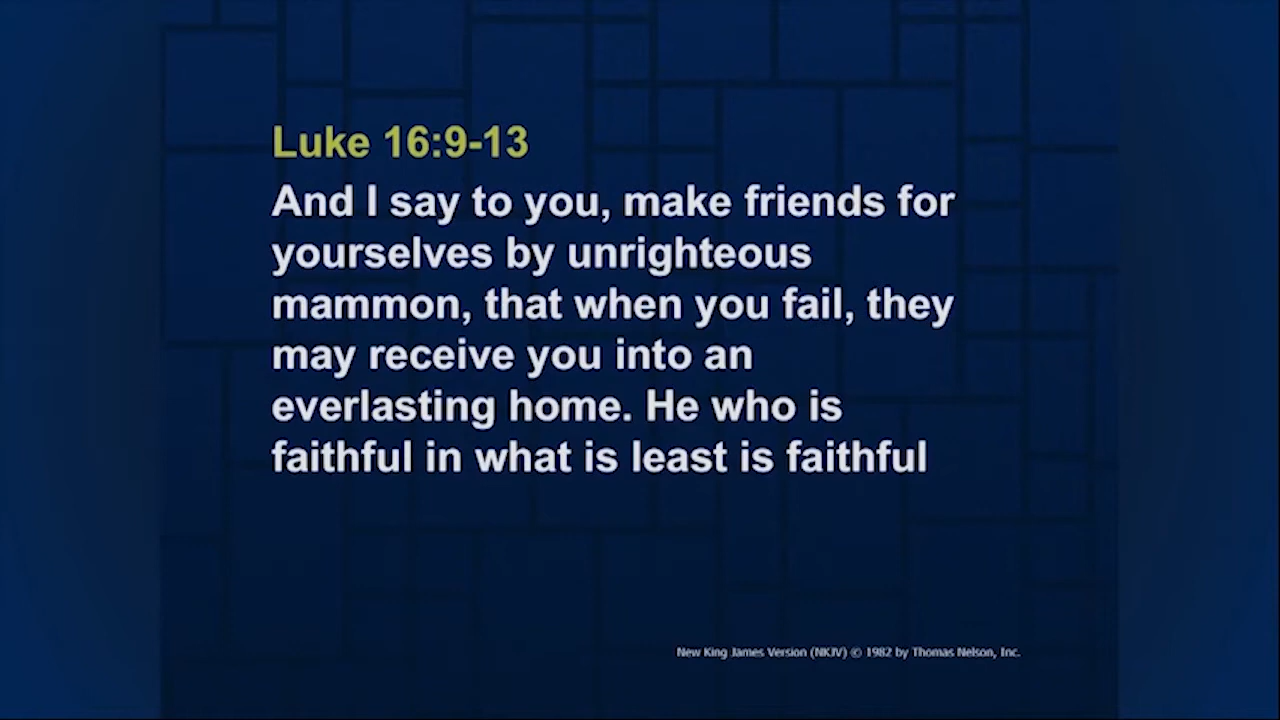 Luke 16:9-13
And I say to you, make friends for
yourselves by unrighteous
mammon, that when you fail, they
may receive you into an
everlasting home. He who is
faithful in what is least is faithful
New King James Version (NKJV) © 1982 by Thomas Nelson, Inc.